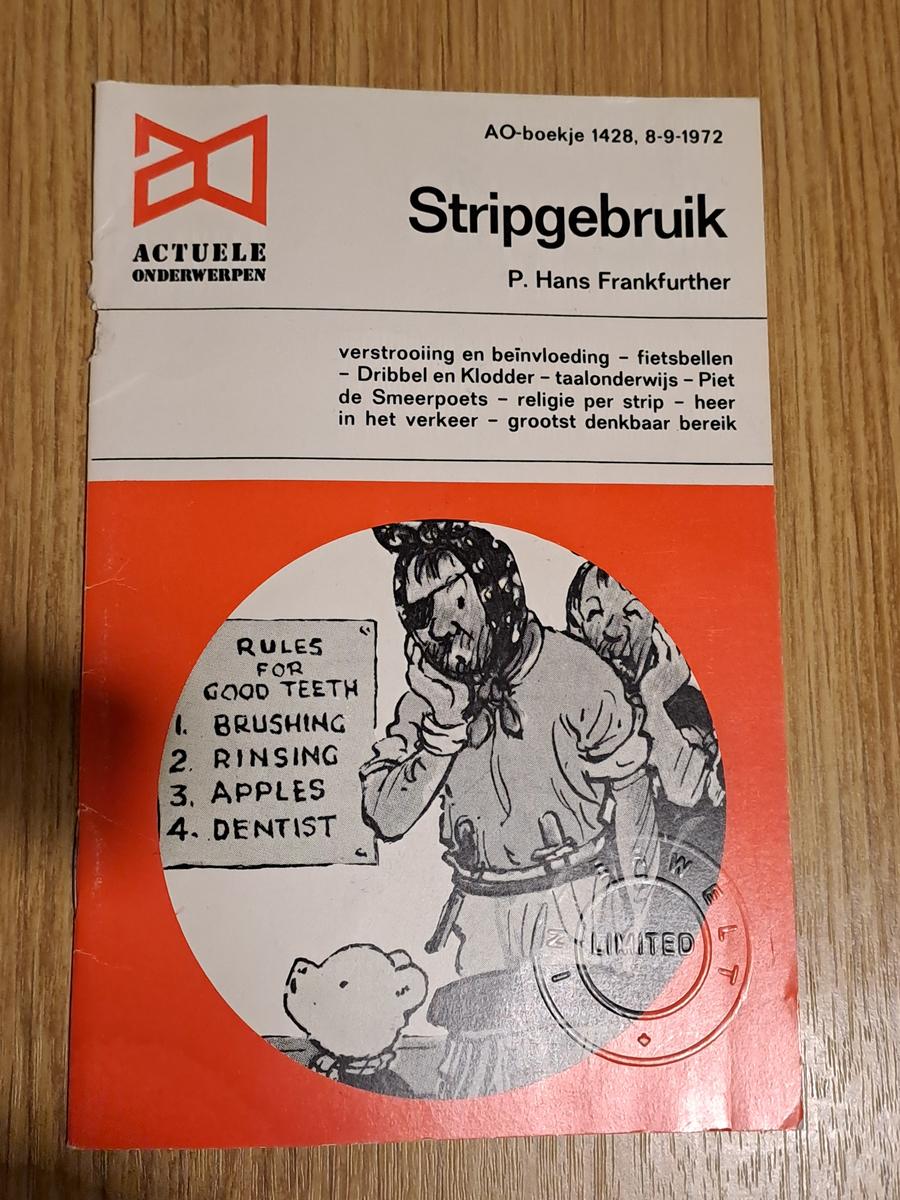 AO
ACTUELE
ONDERWERPEN
AO-boekje 1428, 8-9-1972
Stripgebruik
P. Hans Frankfurther
verstrooiing en beïnvloeding – fietsbellen
– Dribbel en Klodder – taalonderwijs – Piet
de Smeerpoets – religie per strip – heer
in het verkeer – grootst denkbaar bereik
RULES
FOR
GOOD TEETH
1. BRUSHING
2. RINSING
3. APPLES
4. DENTIST
LIMITED